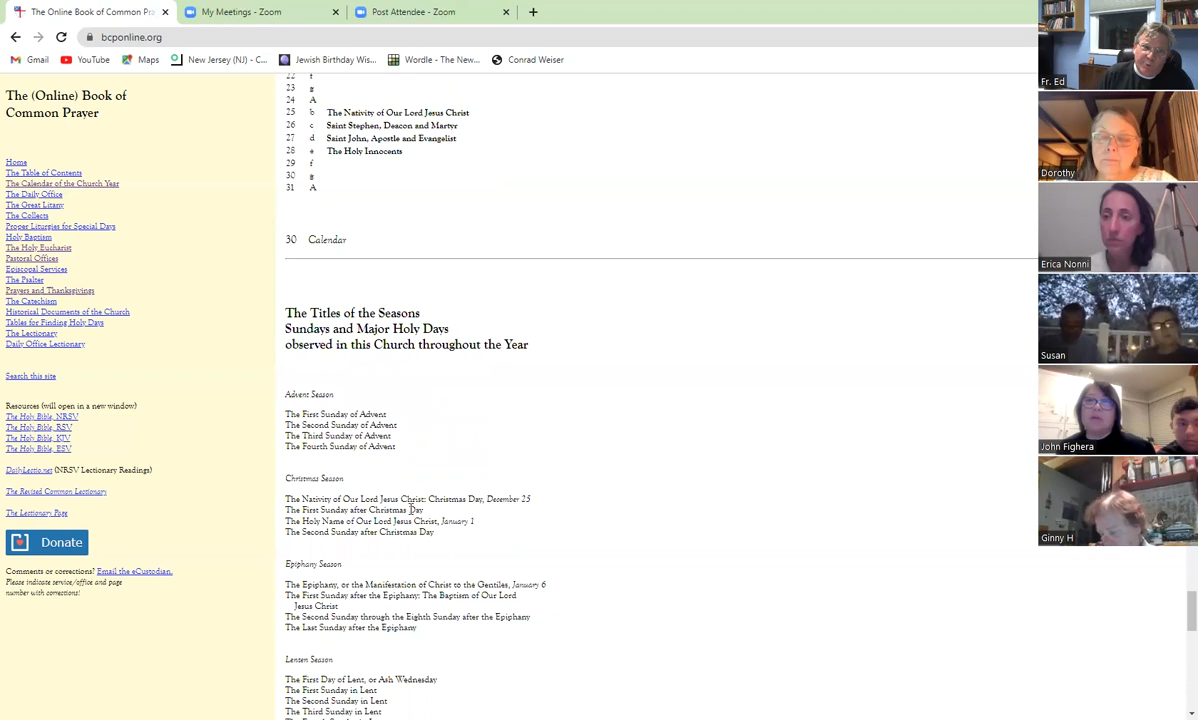 The Online Book of Common Pra
My Meetings - Zoom
Post Attendee - Zoom
bcponline.org
Gmail
YouTube
Maps
New Jersey (NJ) - C...
Jewish Birthday Wis...
Wordle - The New...
Conrad Weiser
The (Online) Book of
Common Prayer
Home
The Table of Contents
The Calendar of the Church Year
The Daily Office
The Great Litany
The Collects
Proper Liturgies for Special Days
Holy Baptism
The Holy Eucharist
Pastoral Offices
Episcopal Services
The Psalter
Prayers and Thanksgivings
The Catechism
Historical Documents of the Church
Tables for Finding Holy Days
The Lectionary
Daily Office Lectionary
Search this site
Resources (will open in a new window)
The Holy Bible, NRSV
The Holy Bible, RSV
The Holy Bible, KJV
The Holy Bible, ESV
DailyLectio.net (NRSV Lectionary Readings)
The Revised Common Lectionary
The Lectionary Page
Donate
Comments or corrections? Email the eCustodian.
Please indicate service/office and page
number with corrections!
22 f
23 g
24 A
25 b The Nativity of Our Lord Jesus Christ
26 c Saint Stephen, Deacon and Martyr
27 d Saint John, Apostle and Evangelist
28 e The Holy Innocents
29 f
30 g
31 A
30 Calendar
The Titles of the Seasons
Sundays and Major Holy Days
observed in this Church throughout the Year
Advent Season
The First Sunday of Advent
The Second Sunday of Advent
The Third Sunday of Advent
The Fourth Sunday of Advent
Christmas Season
The Nativity of Our Lord Jesus Christ: Christmas Day, December 25
The First Sunday after Christmas Day
The Holy Name of Our Lord Jesus Christ, January 1
The Second Sunday after Christmas Day
Epiphany Season
The Epiphany, or the Manifestation of Christ to the Gentiles, January 6
The First Sunday after the Epiphany: The Baptism of Our Lord
Jesus Christ
The Second Sunday through the Eighth Sunday after the Epiphany
The Last Sunday after the Epiphany
Lenten Season
The First Day of Lent, or Ash Wednesday
The First Sunday in Lent
The Second Sunday in Lent
The Third Sunday in Lent
Fr. Ed
Dorothy
Erica Nonni
Susan
John Fighera
Ginny H